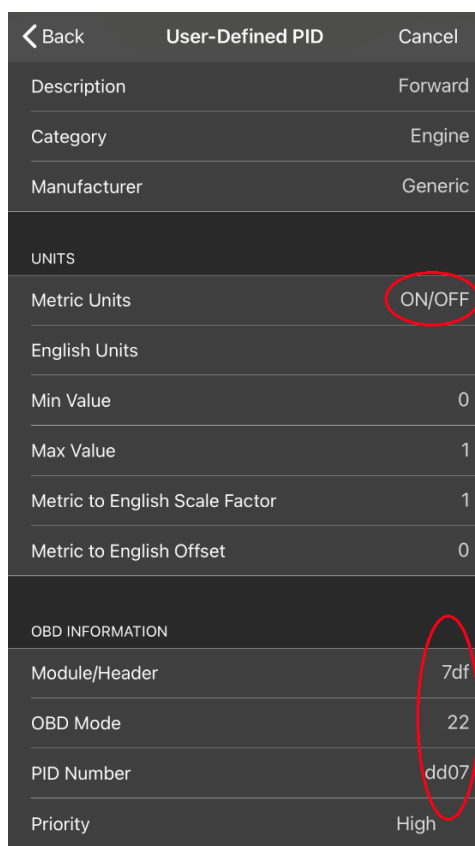 Back User-Defined PID Cancel
Description Forward
Category Engine
Manufacturer Generic
UNITS
Metric Units ON/OFF
English Units
Min Value 0
Max Value 1
Metric to English Scale Factor 1
Metric to English Offset 0
OBD INFORMATION
Module/Header 7df
OBD Mode 22
PID Number dd07
Priority High